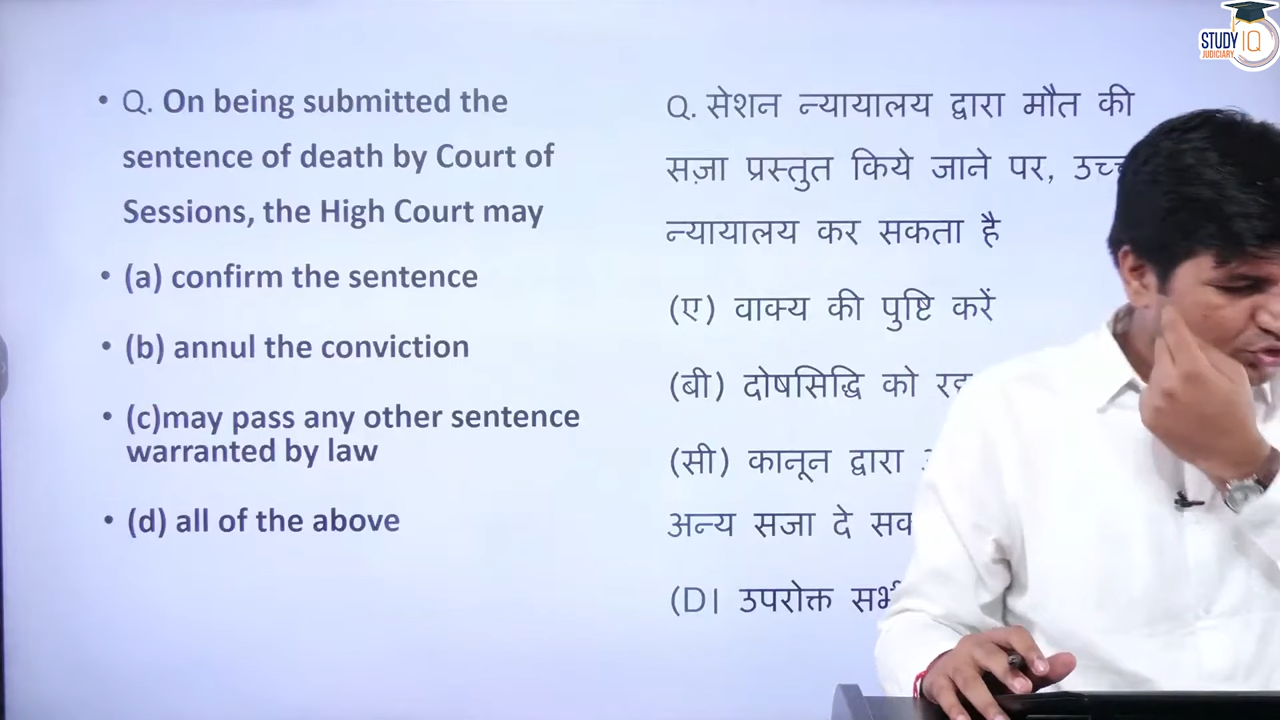 STUDY IQ
JUDICIARY
• Q. On being submitted the
sentence of death by Court of
Sessions, the High Court may
• (a) confirm the sentence
• (b) annul the conviction
• (c)may pass any other sentence
warranted by law
• (d) all of the above
Q. सेशन न्यायालय द्वारा मौत की
सज़ा प्रस्तुत किये जाने पर,
न्यायालय कर सकता है
(ए) वाक्य की पुष्टि करें
(बी) दोषसिद्धि को
(सी) कानून द्वारा
अन्य सजा दे
(D। उपरोक्त